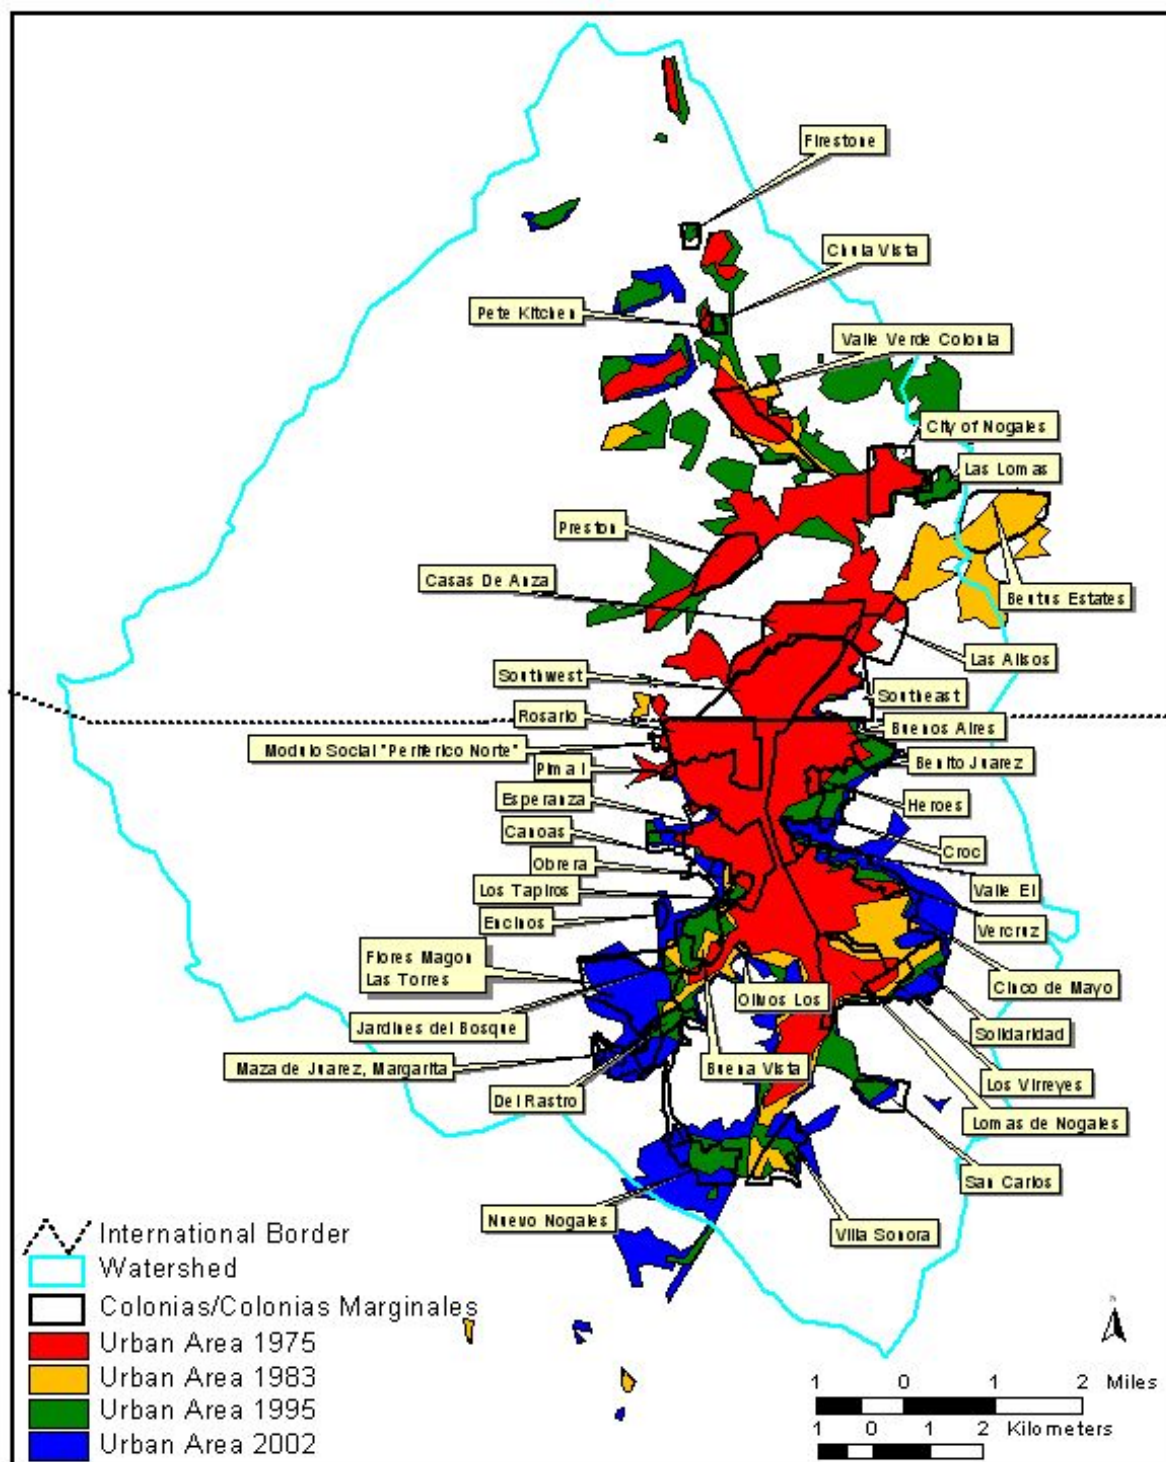 Firestone
Chula Vista
Pete Kitchen
Valle Verde Colonia
City of Nogales
Las Lomas
Preston
Casas De Anza
Bentus Estates
Las Alisos
Southwest
Southeast
Rosario
Buenos Aires
Modulo Social "Periferico Norte"
Benito Juarez
Pima I
Esperanza
Heroes
Canoas
Croc
Obrera
Valle El
Los Tapiros
Encinos
Vercruz
Flores Magon
Las Torres
Cinco de Mayo
Olivos Los
Jardines del Bosque
Solidaridad
Maza de Juarez, Margarita
Buena Vista
Los Virreyes
Del Rastro
Lomas de Nogales
San Carlos
Nuevo Nogales
Villa Sonora
International Border
Watershed
Colonias/Colonias Marginales
Urban Area 1975
Urban Area 1983
Urban Area 1995
Urban Area 2002
1 0 1 2 Miles
1 0 1 2 Kilometers